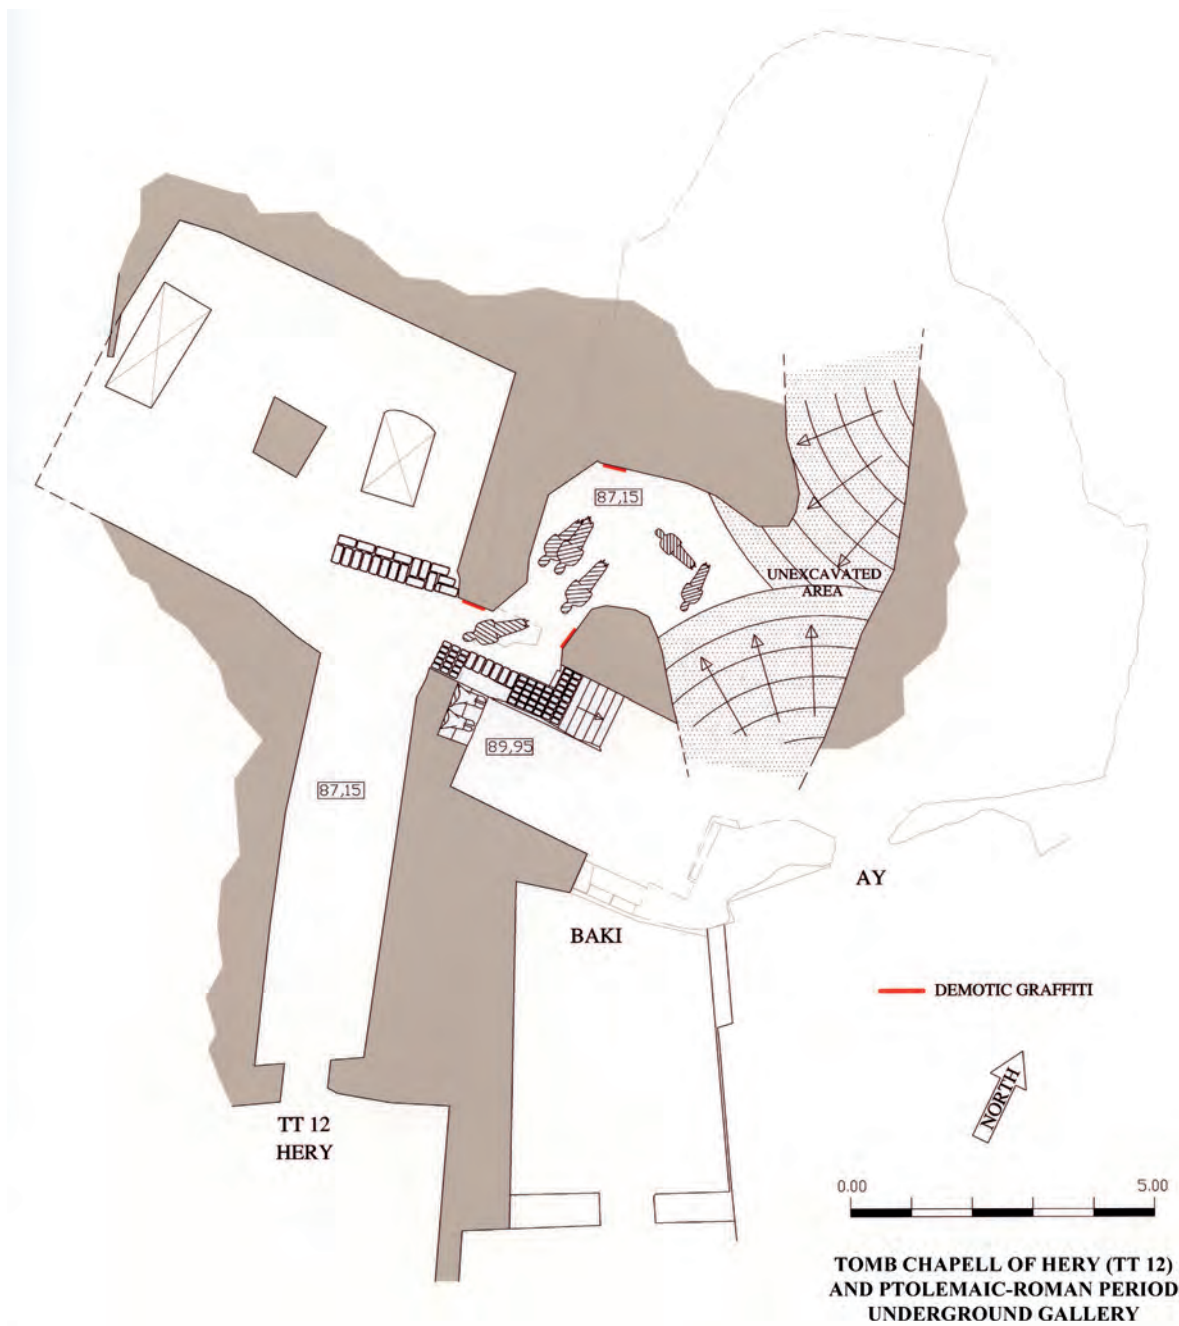 87,15
UNEXCAVATED
AREA
89,95
87,15
AY
BAKI
DEMOTIC GRAFFITI
NORTH
TT 12
HERY
0.00 5.00
TOMB CHAPELL OF HERY (TT 12)
AND PTOLEMAIC-ROMAN PERIOD
UNDERGROUND GALLERY